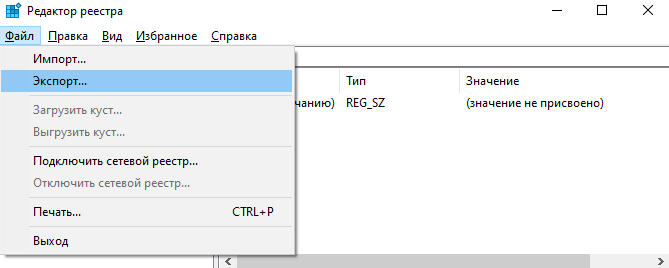 Редактор реестра
Файл Правка Вид Избранное Справка
Импорт...
Экспорт...
Тип Значение
чанию) REG_SZ (значение не присвоено)
Загрузить куст...
Выгрузить куст...
Подключить сетевой реестр...
Отключить сетевой реестр...
Печать... CTRL+P
Выход